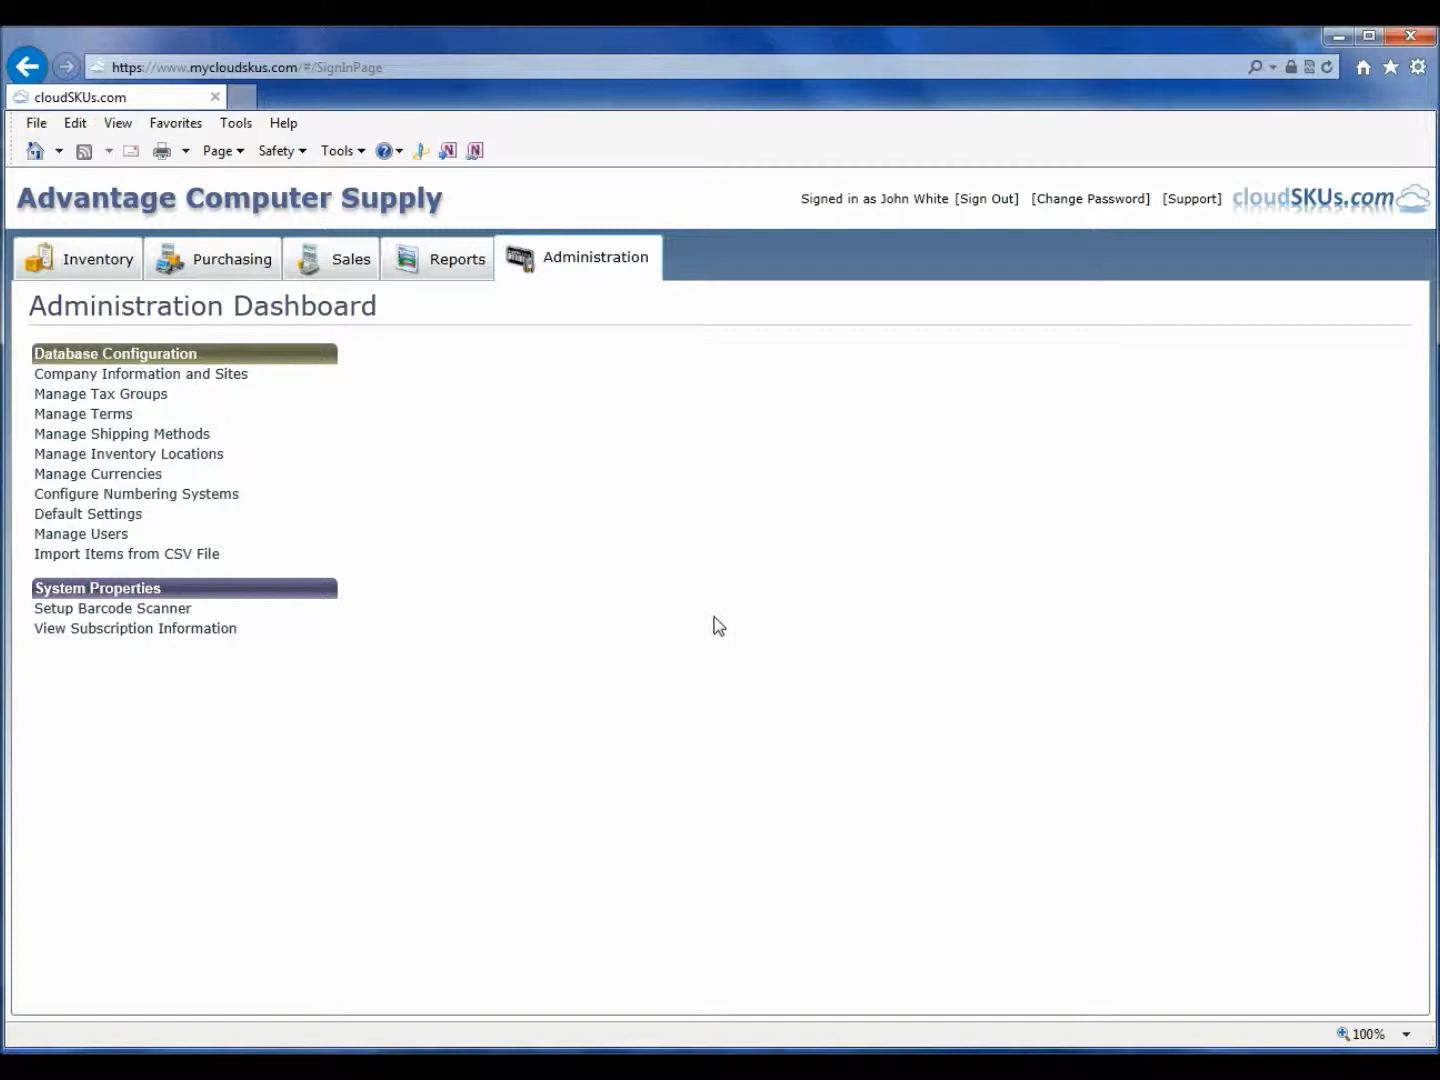 https://www.mycloudskus.com/#/SignInPage
cloudSKUs.com
File Edit View Favorites Tools Help
Page Safety Tools
Advantage Computer Supply
Signed in as John White [Sign Out] [Change Password] [Support] cloudSKUs.com
Inventory Purchasing Sales Reports Administration
Administration Dashboard
Database Configuration
Company Information and Sites
Manage Tax Groups
Manage Terms
Manage Shipping Methods
Manage Inventory Locations
Manage Currencies
Configure Numbering Systems
Default Settings
Manage Users
Import Items from CSV File
System Properties
Setup Barcode Scanner
View Subscription Information
100%